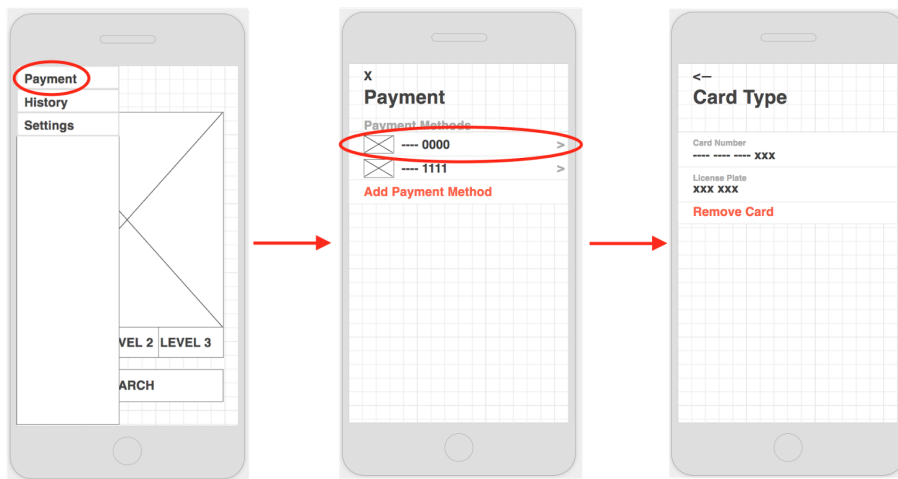 Payment
History
Settings
VEL 2 LEVEL 3
ARCH
X
Payment
Payment Methods
---- 0000 >
---- 1111 >
Add Payment Method
<—
Card Type
Card Number
---- ---- ---- XXX
License Plate
XXX XXX
Remove Card